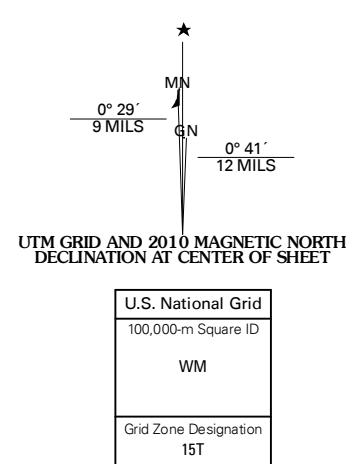 ★
MN
0° 29´
9 MILS
GN
0° 41´
12 MILS
UTM GRID AND 2010 MAGNETIC NORTH
DECLINATION AT CENTER OF SHEET
U.S. National Grid
100,000-m Square ID
WM
Grid Zone Designation
15T